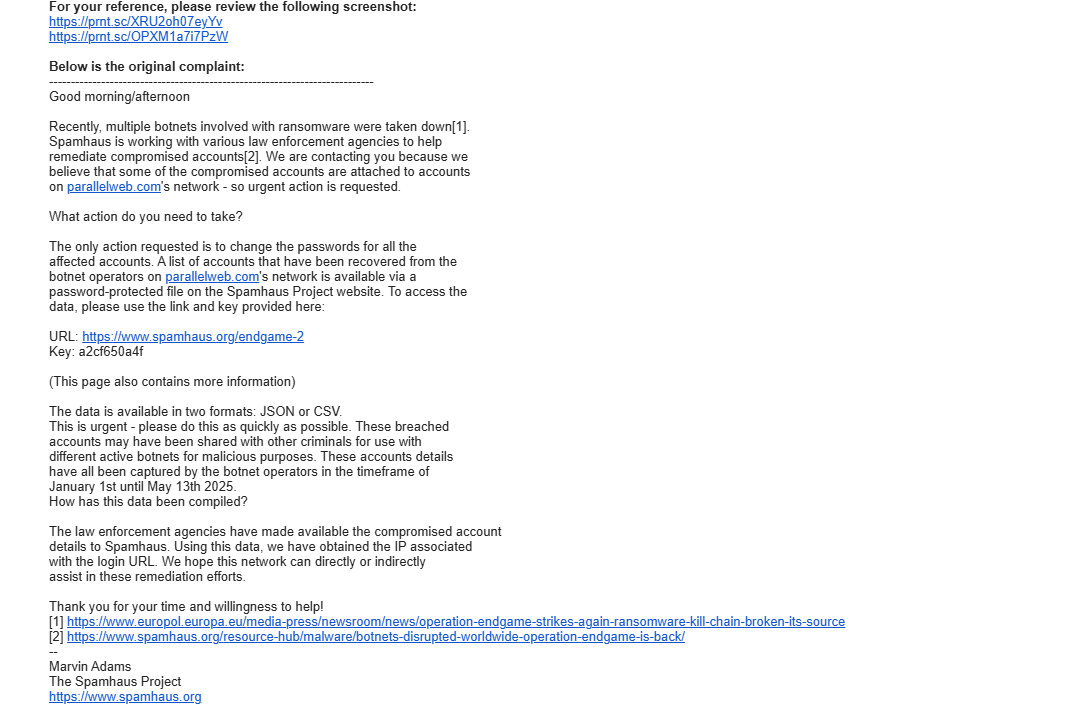 For your reference, please review the following screenshot:
https://prnt.sc/XRU2oh07eyYv
https://prnt.sc/OPXM1a7i7PzW
Below is the original complaint:
---------------------------------------------------------------------------
Good morning/afternoon
Recently, multiple botnets involved with ransomware were taken down[1].
Spamhaus is working with various law enforcement agencies to help
remediate compromised accounts[2]. We are contacting you because we
believe that some of the compromised accounts are attached to accounts
on parallelweb.com's network - so urgent action is requested.
What action do you need to take?
The only action requested is to change the passwords for all the
affected accounts. A list of accounts that have been recovered from the
botnet operators on parallelweb.com's network is available via a
password-protected file on the Spamhaus Project website. To access the
data, please use the link and key provided here:
URL: https://www.spamhaus.org/endgame-2
Key: a2cf650a4f
(This page also contains more information)
The data is available in two formats: JSON or CSV.
This is urgent - please do this as quickly as possible. These breached
accounts may have been shared with other criminals for use with
different active botnets for malicious purposes. These accounts details
have all been captured by the botnet operators in the timeframe of
January 1st until May 13th 2025.
How has this data been compiled?
The law enforcement agencies have made available the compromised account
details to Spamhaus. Using this data, we have obtained the IP associated
with the login URL. We hope this network can directly or indirectly
assist in these remediation efforts.
Thank you for your time and willingness to help!
[1] https://www.europol.europa.eu/media-press/newsroom/news/operation-endgame-strikes-again-ransomware-kill-chain-broken-its-source
[2] https://www.spamhaus.org/resource-hub/malware/botnets-disrupted-worldwide-operation-endgame-is-back/
--
Marvin Adams
The Spamhaus Project
https://www.spamhaus.org